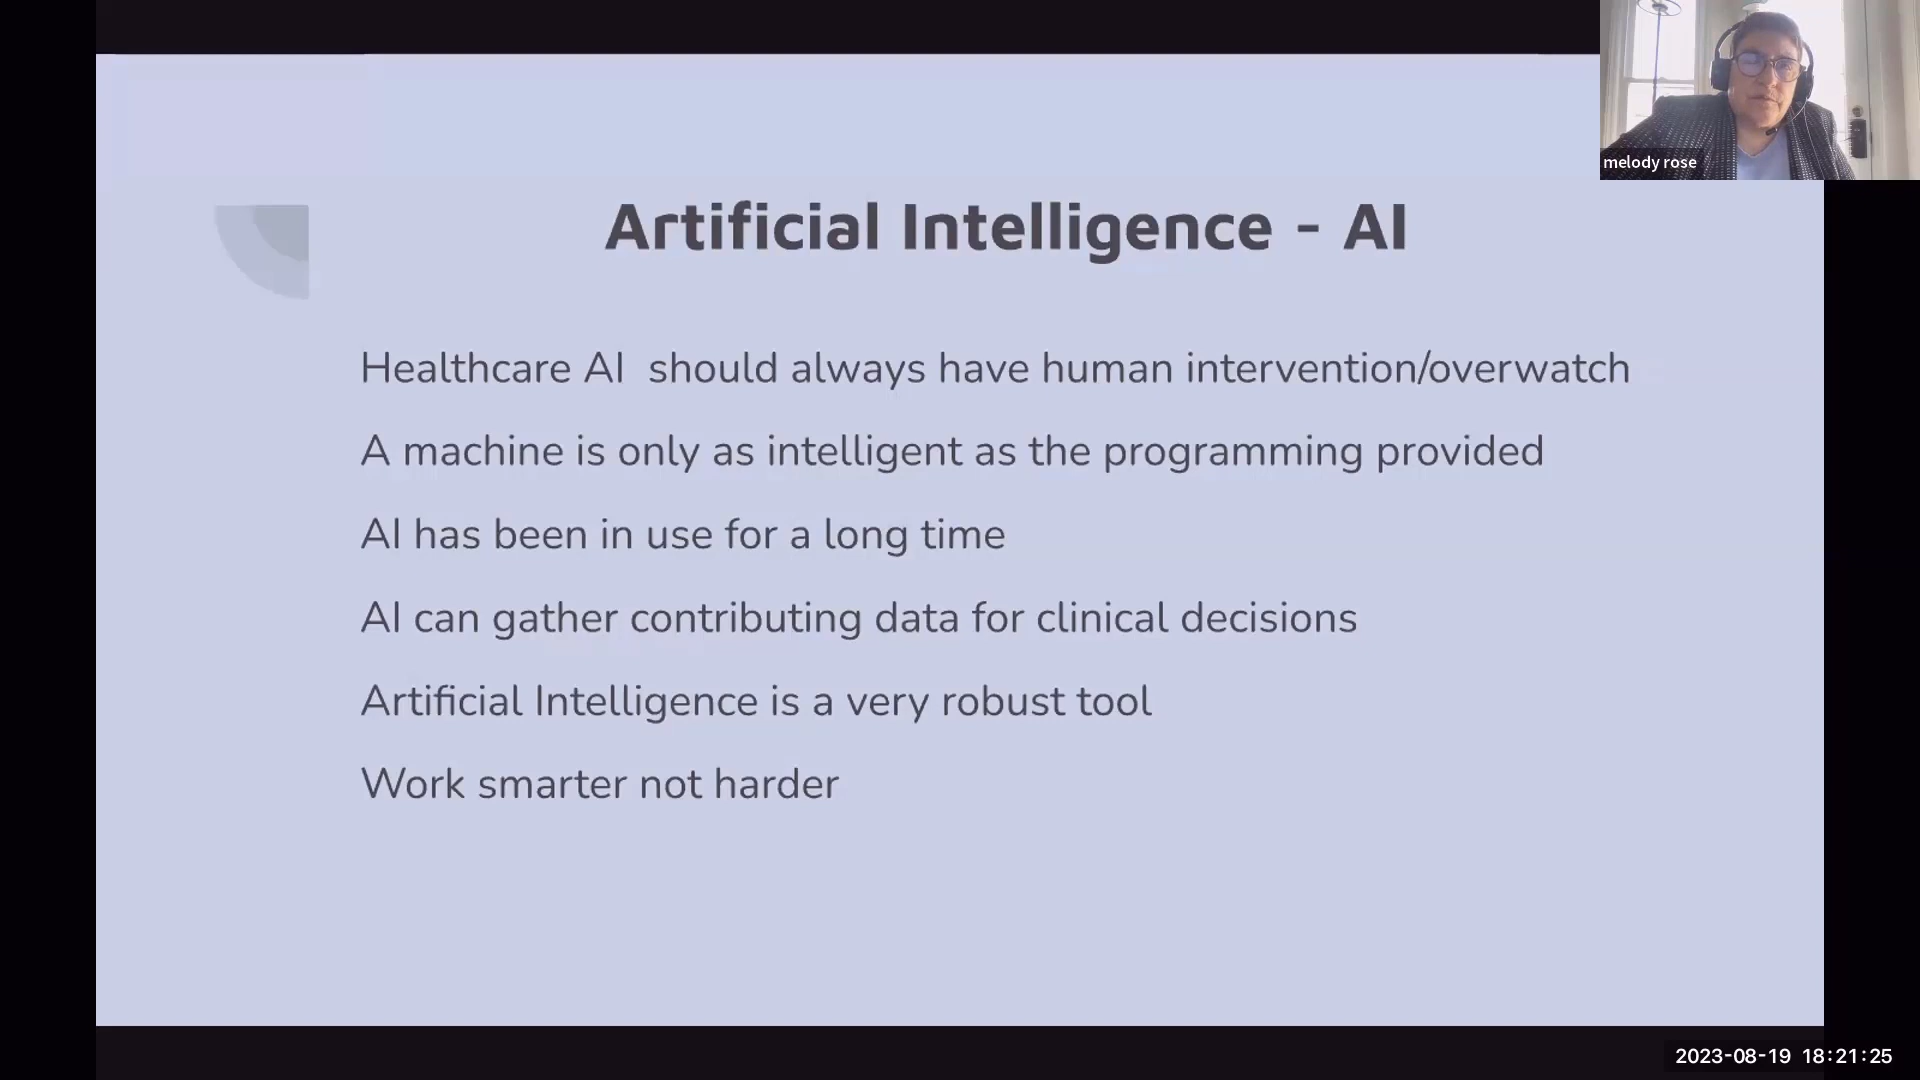 melody rose
Artificial Intelligence - AI
Healthcare AI  should always have human intervention/overwatch
A machine is only as intelligent as the programming provided
AI has been in use for a long time
AI can gather contributing data for clinical decisions
Artificial Intelligence is a very robust tool
Work smarter not harder
2023-08-19 18:21:25